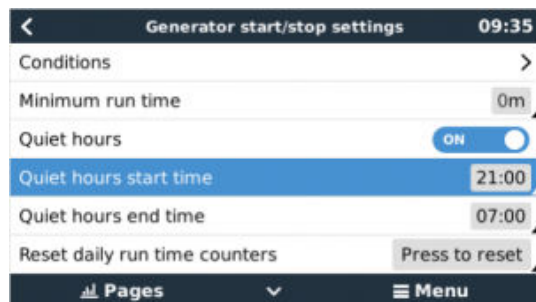 Generator start/stop settings 09:35
Conditions
Minimum run time 0m
Quiet hours ON
Quiet hours start time 21:00
Quiet hours end time 07:00
Reset daily run time counters Press to reset
Pages Menu